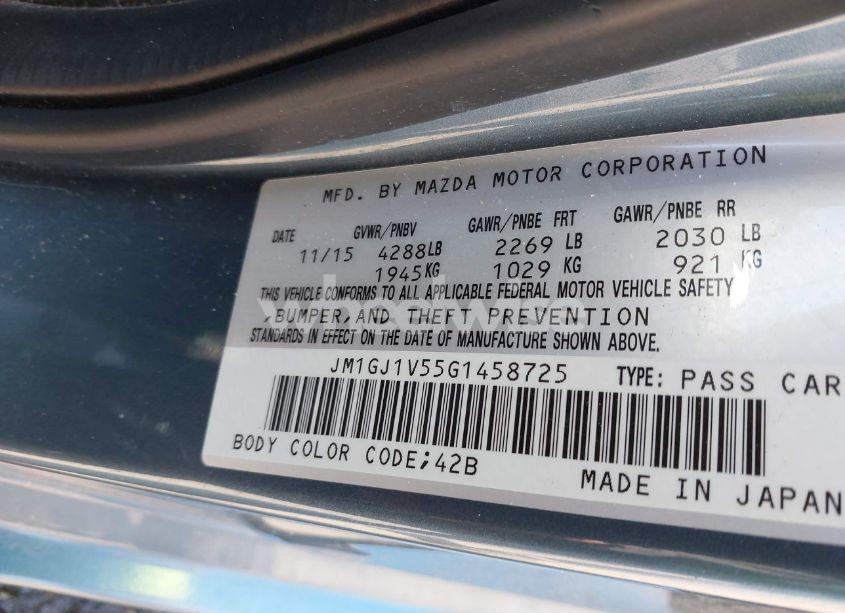 MFD. BY MAZDA MOTOR CORPORATION
DATE GVWR/PNBV GAWR/PNBE FRT GAWR/PNBE RR
11/15 4288LB 2269 LB 2030 LB
1945KG 1029 KG 921 KG
THIS VEHICLE CONFORMS TO ALL APPLICABLE FEDERAL MOTOR VEHICLE SAFETY
,BUMPER,AND THEFT PREVENTION
STANDARDS IN EFFECT ON THE DATE OF MANUFACTURE SHOWN ABOVE.
JM1GJ1V55G1458725 TYPE: PASS CAR
BODY COLOR CODE;42B
MADE IN JAPAN
wheelwire